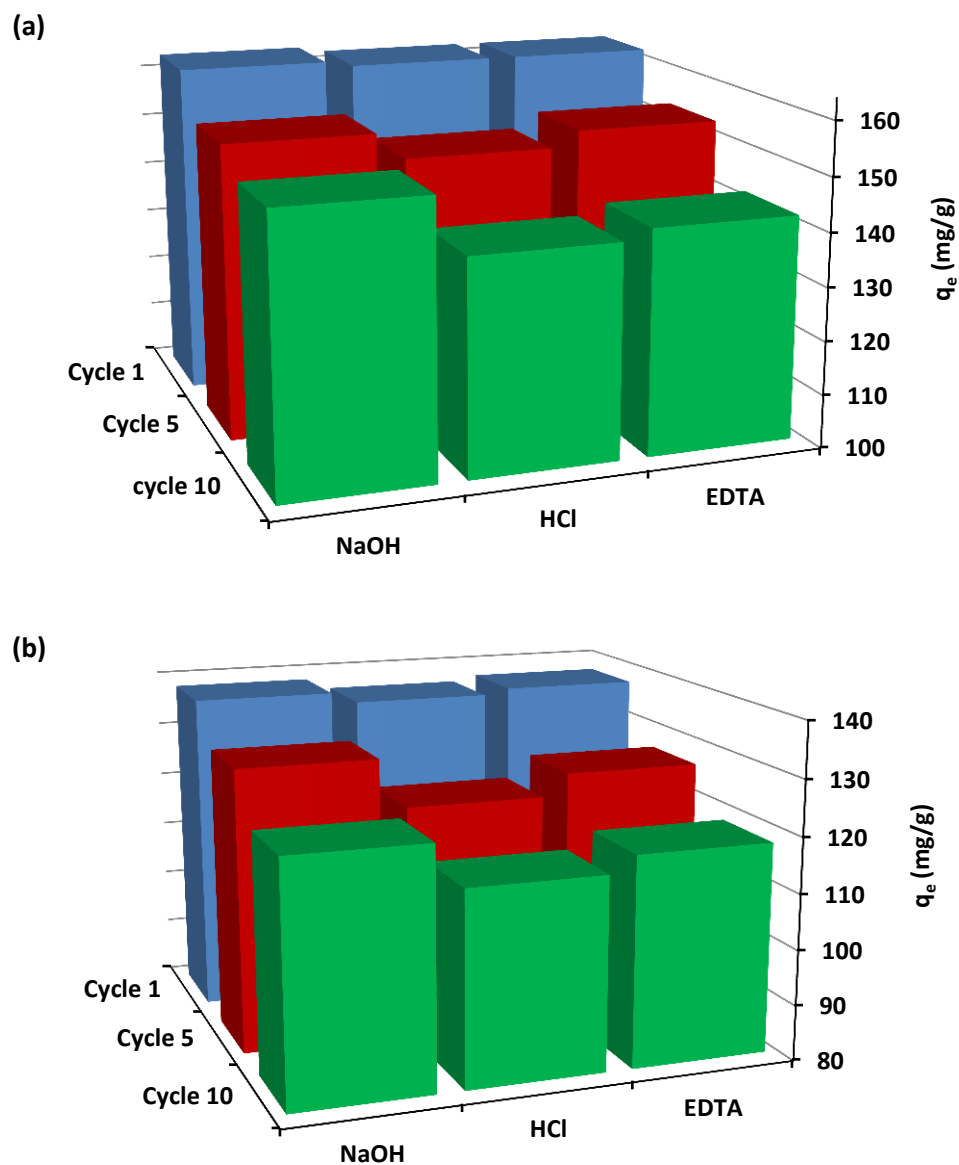 (a)
160
150
140
130
120
110
100
qe (mg/g)
Cycle 1
Cycle 5
cycle 10
NaOH
HCl
EDTA
(b)
140
130
120
110
100
90
80
qe (mg/g)
Cycle 1
Cycle 5
Cycle 10
NaOH
HCl
EDTA